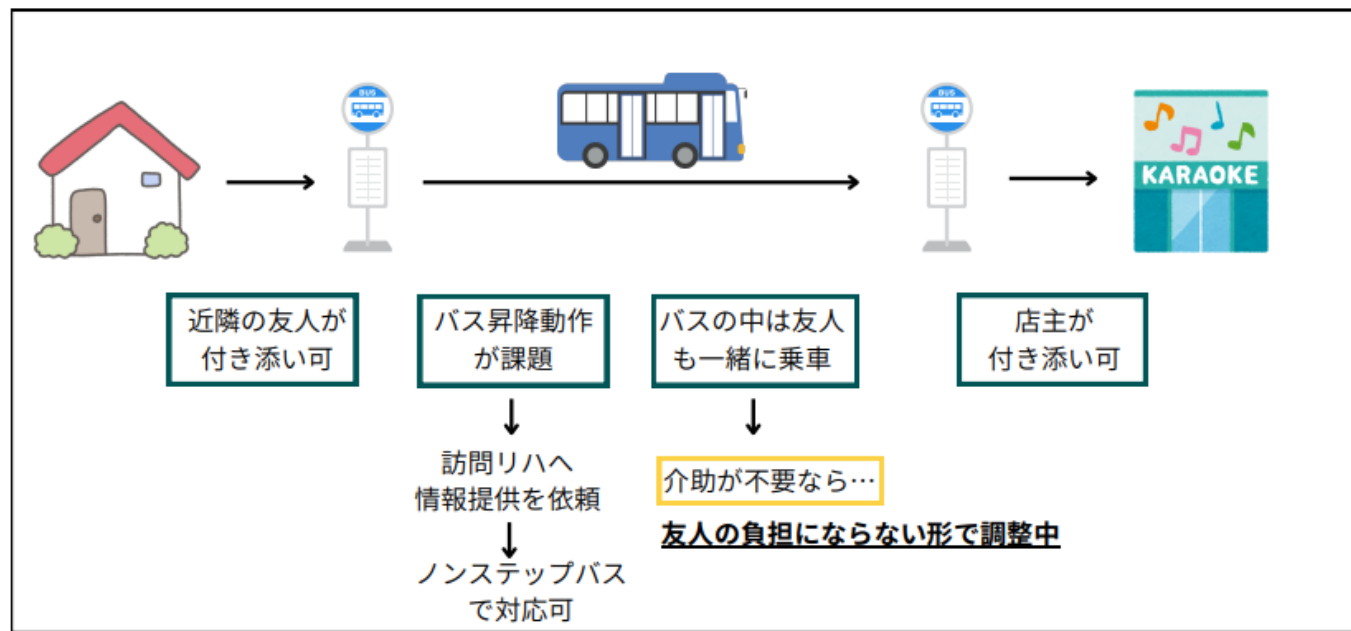 BUS
BUS
KARAOKE
近隣の友人が
付き添い可
バス昇降動作
が課題
バスの中は友人
も一緒に乗車
店主が
付き添い可
訪問リハへ
情報提供を依頼
介助が不要なら…
友人の負担にならない形で調整中
ノンステップバス
で対応可